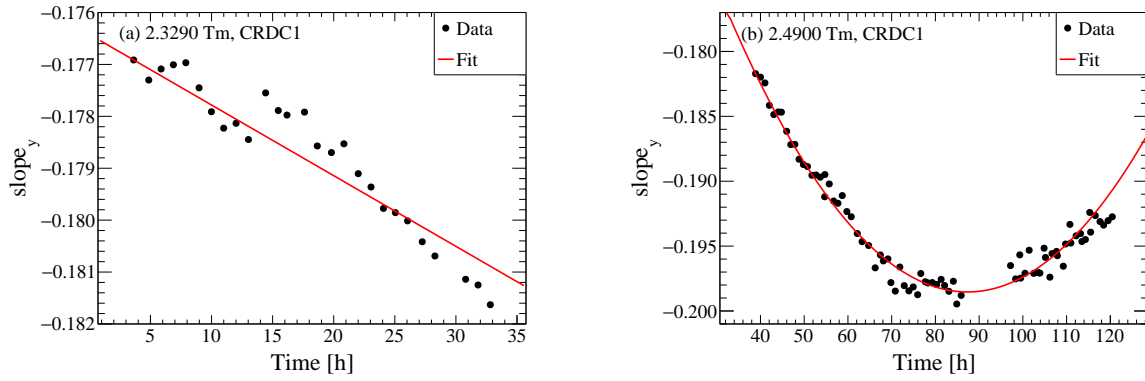 (a) 2.3290 Tm, CRDC1
Data
Fit
−0.176
−0.177
−0.178
−0.179
−0.180
−0.181
−0.182
slope_y
5 10 15 20 25 30 35
Time [h]
(b) 2.4900 Tm, CRDC1
Data
Fit
−0.180
−0.185
−0.190
−0.195
−0.200
slope_y
40 50 60 70 80 90 100 110 120
Time [h]